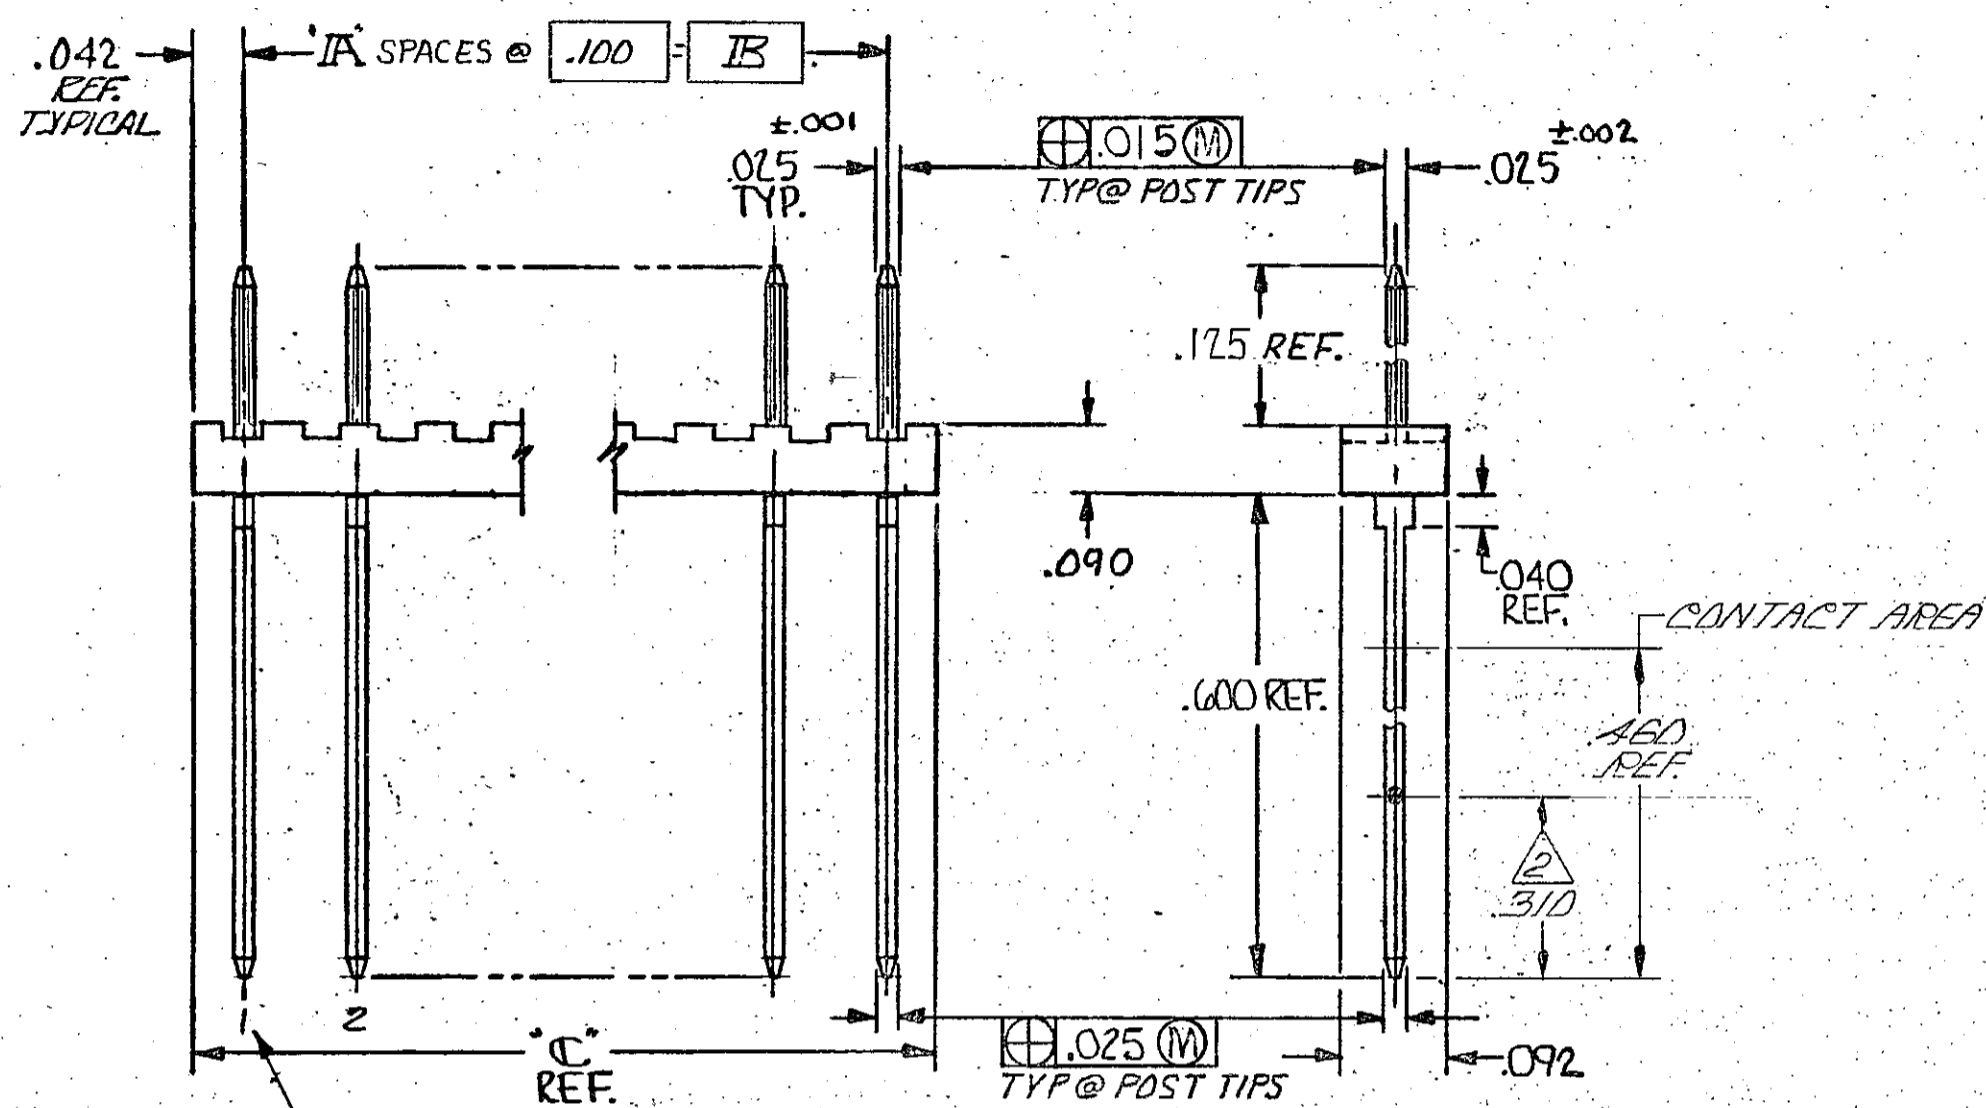 .042
REF.
TYPICAL
"A" SPACES @ .100 = B
±.001
.025
TYP.
⌖ .015 Ⓜ
TYP @ POST TIPS
±.002
.025
.125 REF.
.090
.040
REF.
CONTACT AREA
.600 REF.
.460
REF.
2
.310
1
2
"C"
REF.
⌖ .025 Ⓜ
TYP @ POST TIPS
.092